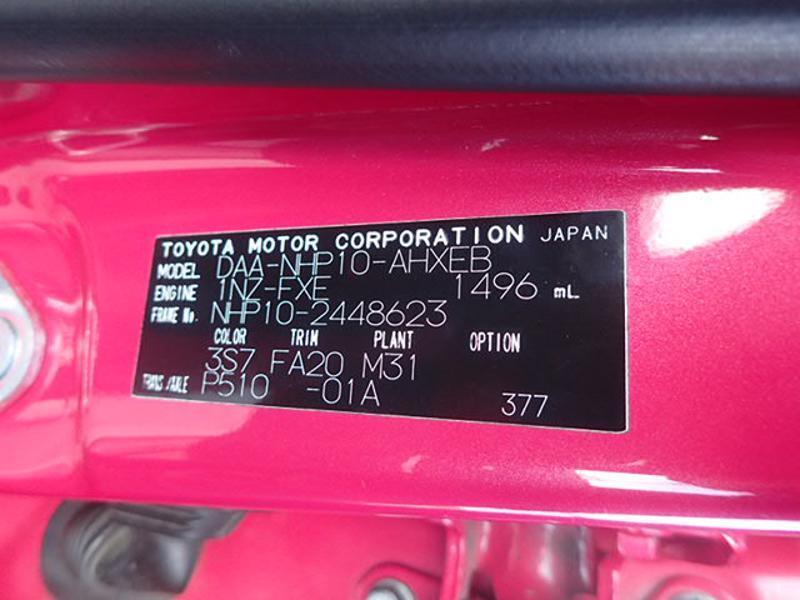 TOYOTA MOTOR CORPORATION JAPAN
MODEL DAA-NHP10-AHXEB
ENGINE 1NZ-FXE 1496 mL
FRAME No. NHP10-2448623
COLOR TRIM PLANT OPTION
3S7 FA20 M31
TRANS/AXLE P510 -01A 377